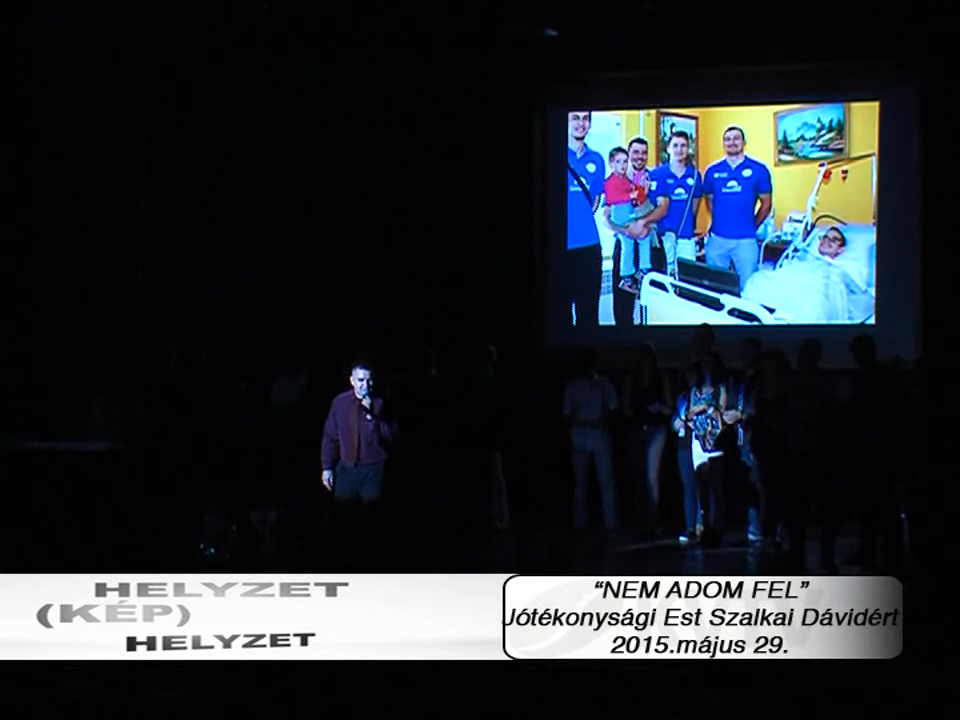 HELYZET
(KÉP)
HELYZET
“NEM ADOM FEL”
Jótékonysági Est Szalkai Dávidért
2015.május 29.